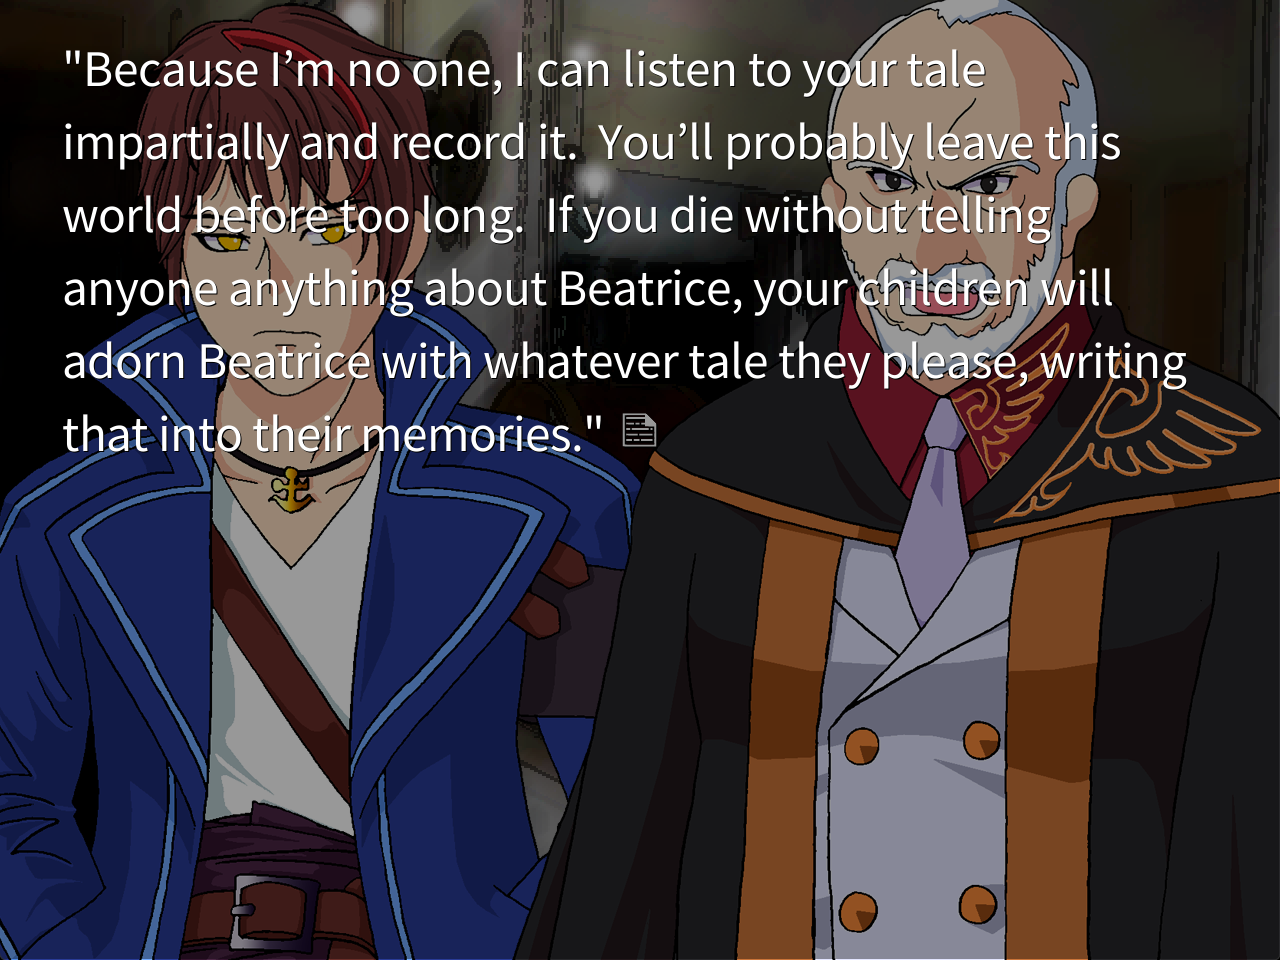 "Because I’m no one, I can listen to your tale
impartially and record it.  You’ll probably leave this
world before too long.  If you die without telling
anyone anything about Beatrice, your children will
adorn Beatrice with whatever tale they please, writing
that into their memories."